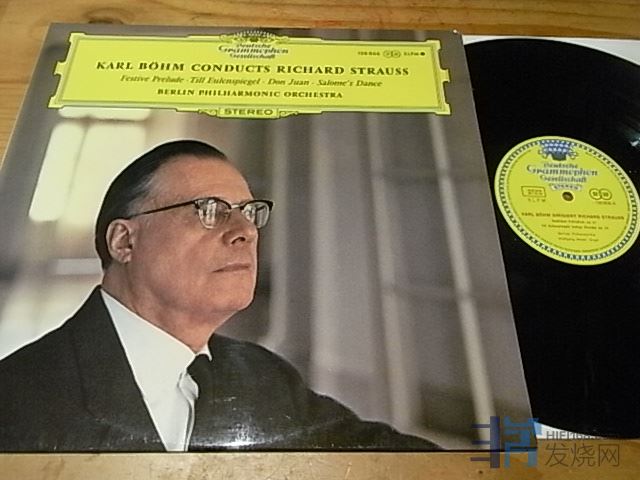 Deutsche
Grammophon
Gesellschaft
KARL BÖHM CONDUCTS RICHARD STRAUSS
Festive Prelude · Till Eulenspiegel · Don Juan · Salome's Dance
BERLIN PHILHARMONIC ORCHESTRA
STEREO
Deutsche
Grammophon
Gesellschaft
STEREO
KARL BÖHM DIRIGIERT RICHARD STRAUSS
发烧网